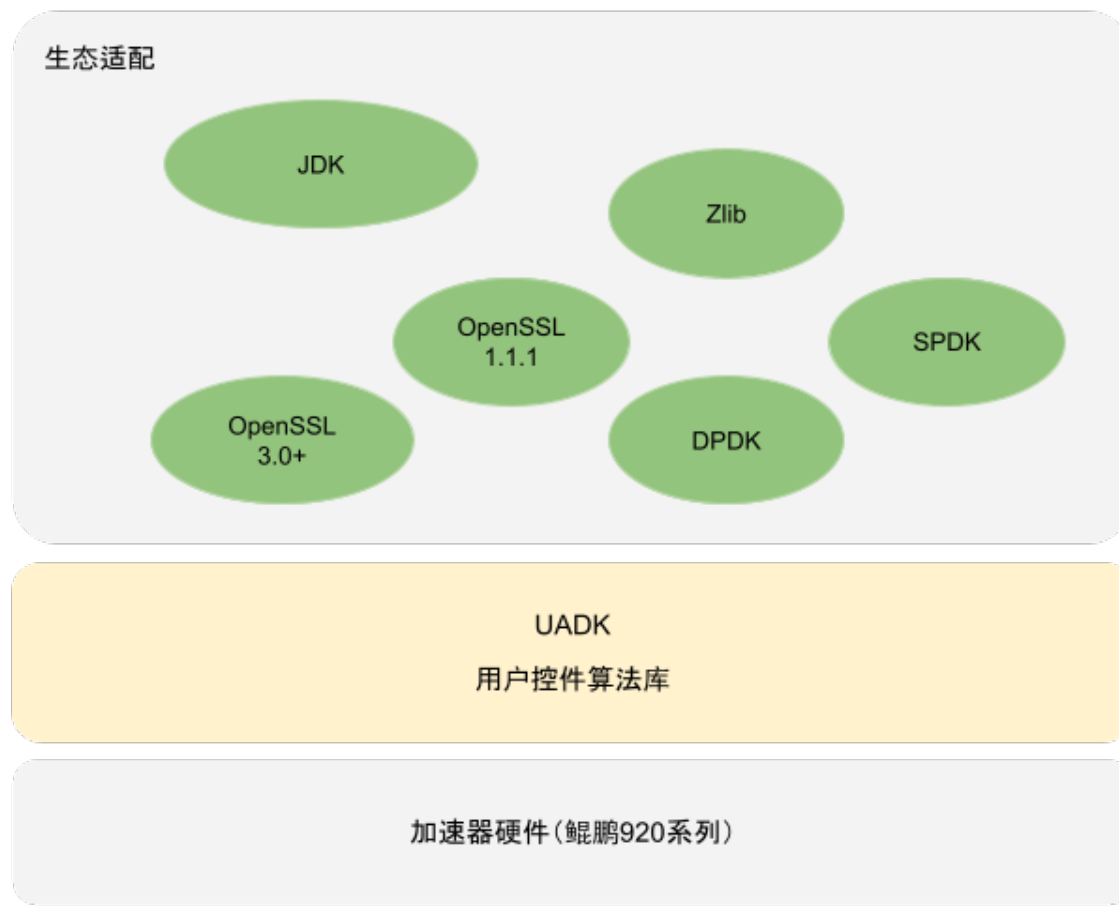 生态适配
JDK
Zlib
OpenSSL
1.1.1
SPDK
OpenSSL
3.0+
DPDK
UADK
用户控件算法库
加速器硬件（鲲鹏920系列）